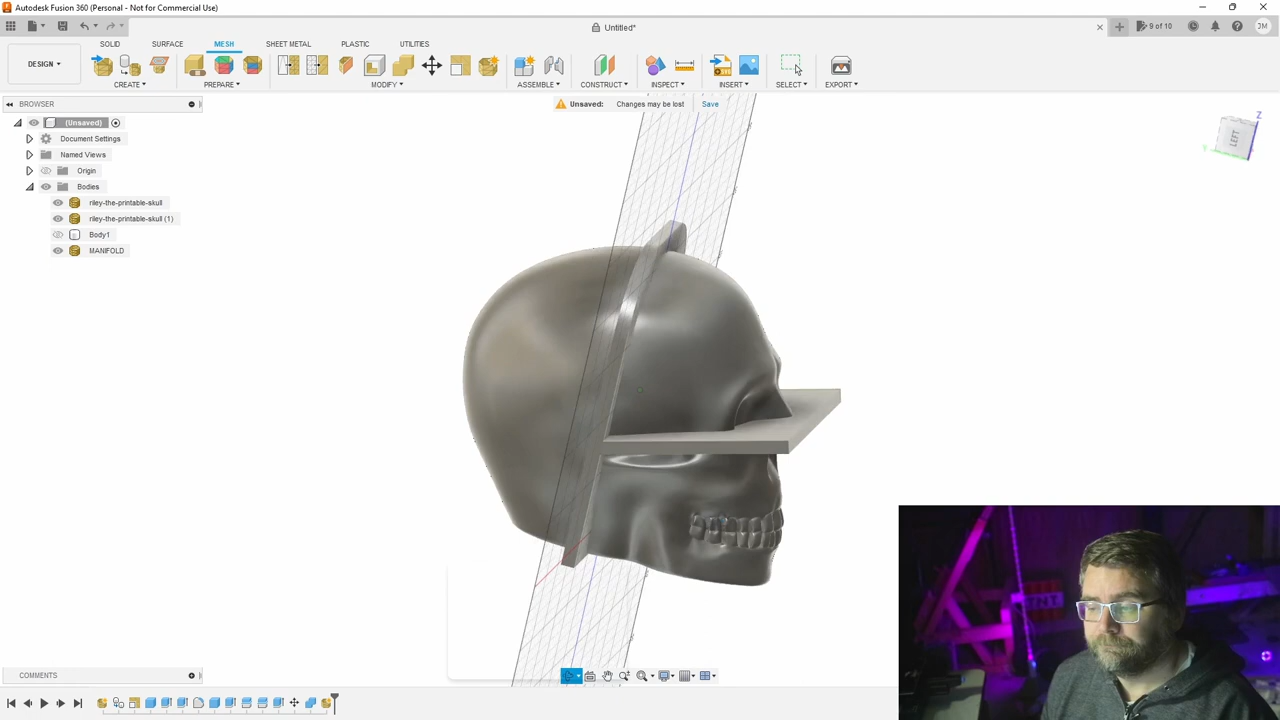 Autodesk Fusion 360 (Personal - Not for Commercial Use)
Untitled*
9 of 10
JM
DESIGN
SOLID
SURFACE
MESH
SHEET METAL
PLASTIC
UTILITIES
CREATE
PREPARE
MODIFY
ASSEMBLE
CONSTRUCT
INSPECT
INSERT
SELECT
EXPORT
BROWSER
Unsaved: Changes may be lost Save
(Unsaved)
Document Settings
Named Views
Origin
Bodies
riley-the-printable-skull
riley-the-printable-skull (1)
Body1
MANIFOLD
Z
LEFT
Y
TNT
COMMENTS